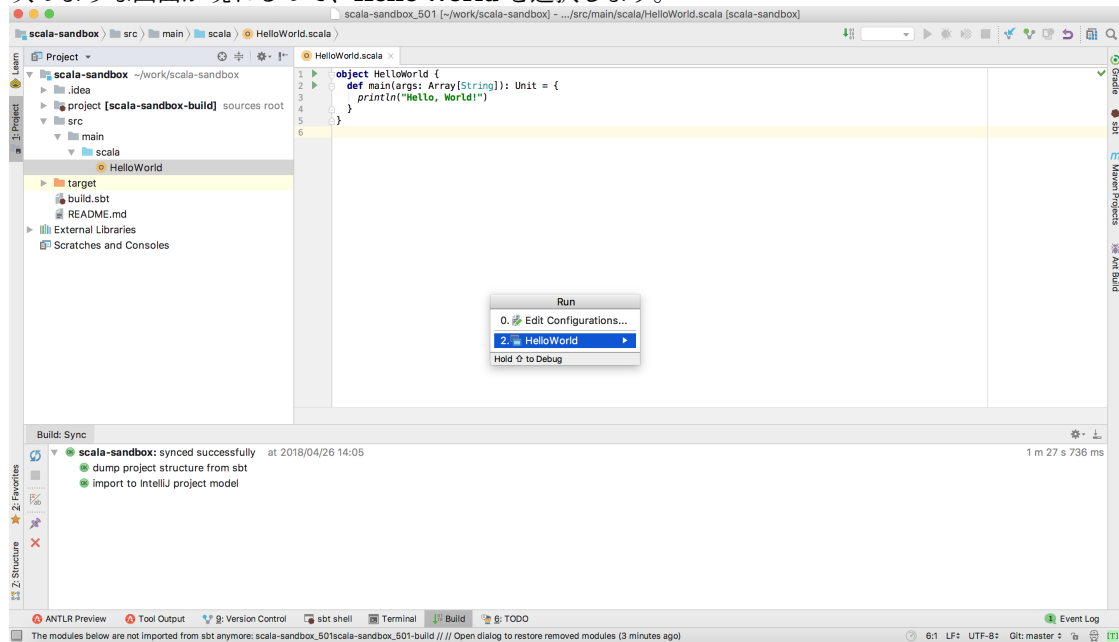 scala-sandbox_501 [~/work/scala-sandbox] - .../src/main/scala/HelloWorld.scala [scala-sandbox]
scala-sandbox src main scala HelloWorld.scala
Learn
1: Project
2: Favorites
7: Structure
Project
scala-sandbox ~/work/scala-sandbox
.idea
project [scala-sandbox-build] sources root
src
main
scala
HelloWorld
target
build.sbt
README.md
External Libraries
Scratches and Consoles
HelloWorld.scala
1 object HelloWorld {
2 def main(args: Array[String]): Unit = {
3 println("Hello, World!")
4 }
5 }
6
Run
0. Edit Configurations...
2. HelloWorld
Hold ⇧ to Debug
Gradle
sbt
Maven Projects
Ant Build
Build: Sync
scala-sandbox: synced successfully at 2018/04/26 14:05 1 m 27 s 736 ms
dump project structure from sbt
import to IntelliJ project model
ANTLR Preview Tool Output 9: Version Control sbt shell Terminal Build 6: TODO 1 Event Log
The modules below are not imported from sbt anymore: scala-sandbox_501scala-sandbox_501-build // // Open dialog to restore removed modules (3 minutes ago) 6:1 LF÷ UTF-8÷ Git: master ÷ [T]